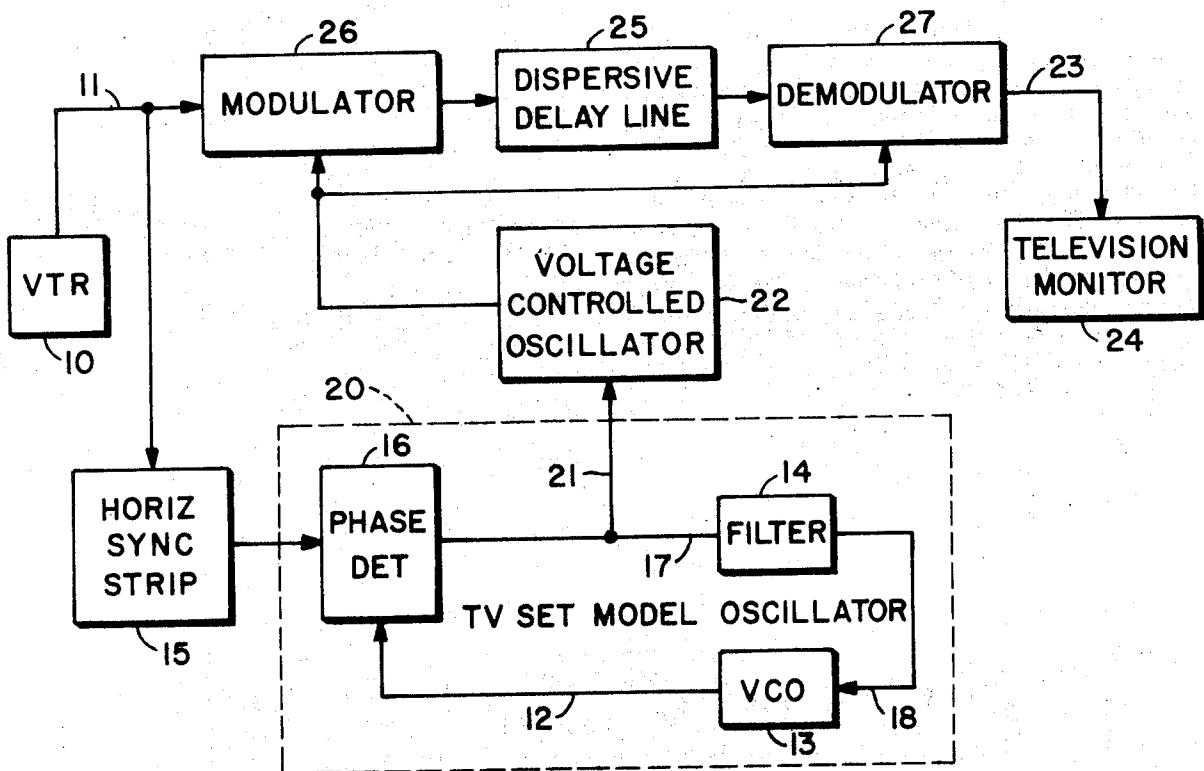 26
25
27
23
11
MODULATOR
DISPERSIVE
DELAY LINE
DEMODULATOR
VTR
10
VOLTAGE
CONTROLLED
OSCILLATOR
22
TELEVISION
MONITOR
24
20
16
21
14
HORIZ
SYNC
STRIP
15
PHASE
DET
17
FILTER
TV SET MODEL OSCILLATOR
12
VCO
13
18